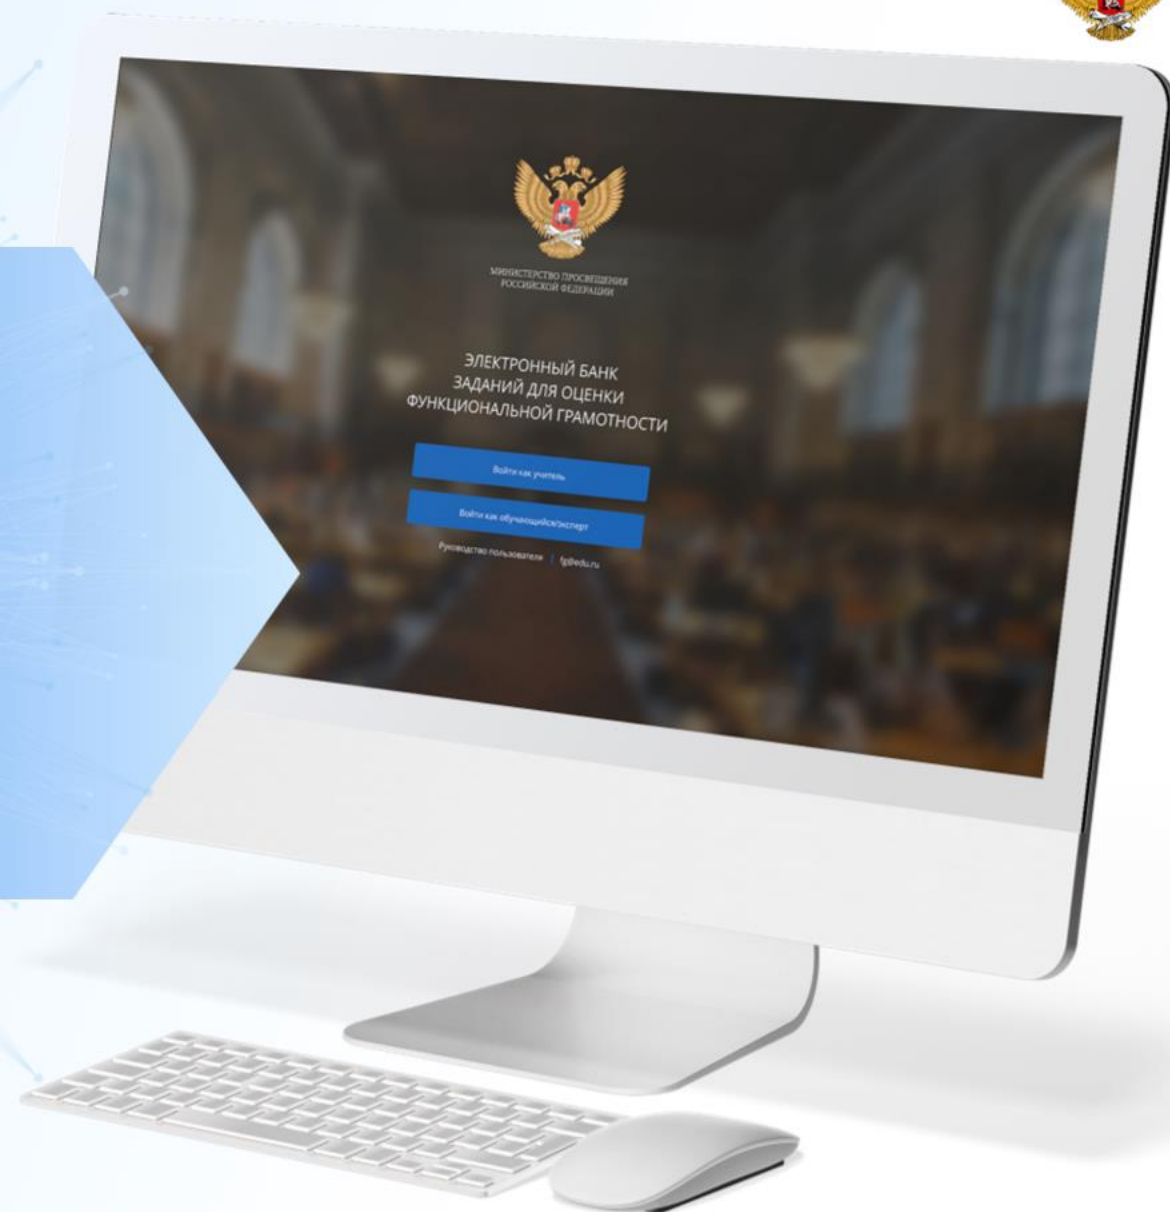 МИНИСТЕРСТВО ПРОСВЕЩЕНИЯ
РОССИЙСКОЙ ФЕДЕРАЦИИ
ЭЛЕКТРОННЫЙ БАНК
ЗАДАНИЙ ДЛЯ ОЦЕНКИ
ФУНКЦИОНАЛЬНОЙ ГРАМОТНОСТИ
Войти как учитель
Войти как обучающийся/эксперт
Руководство пользователя | fg@edu.ru